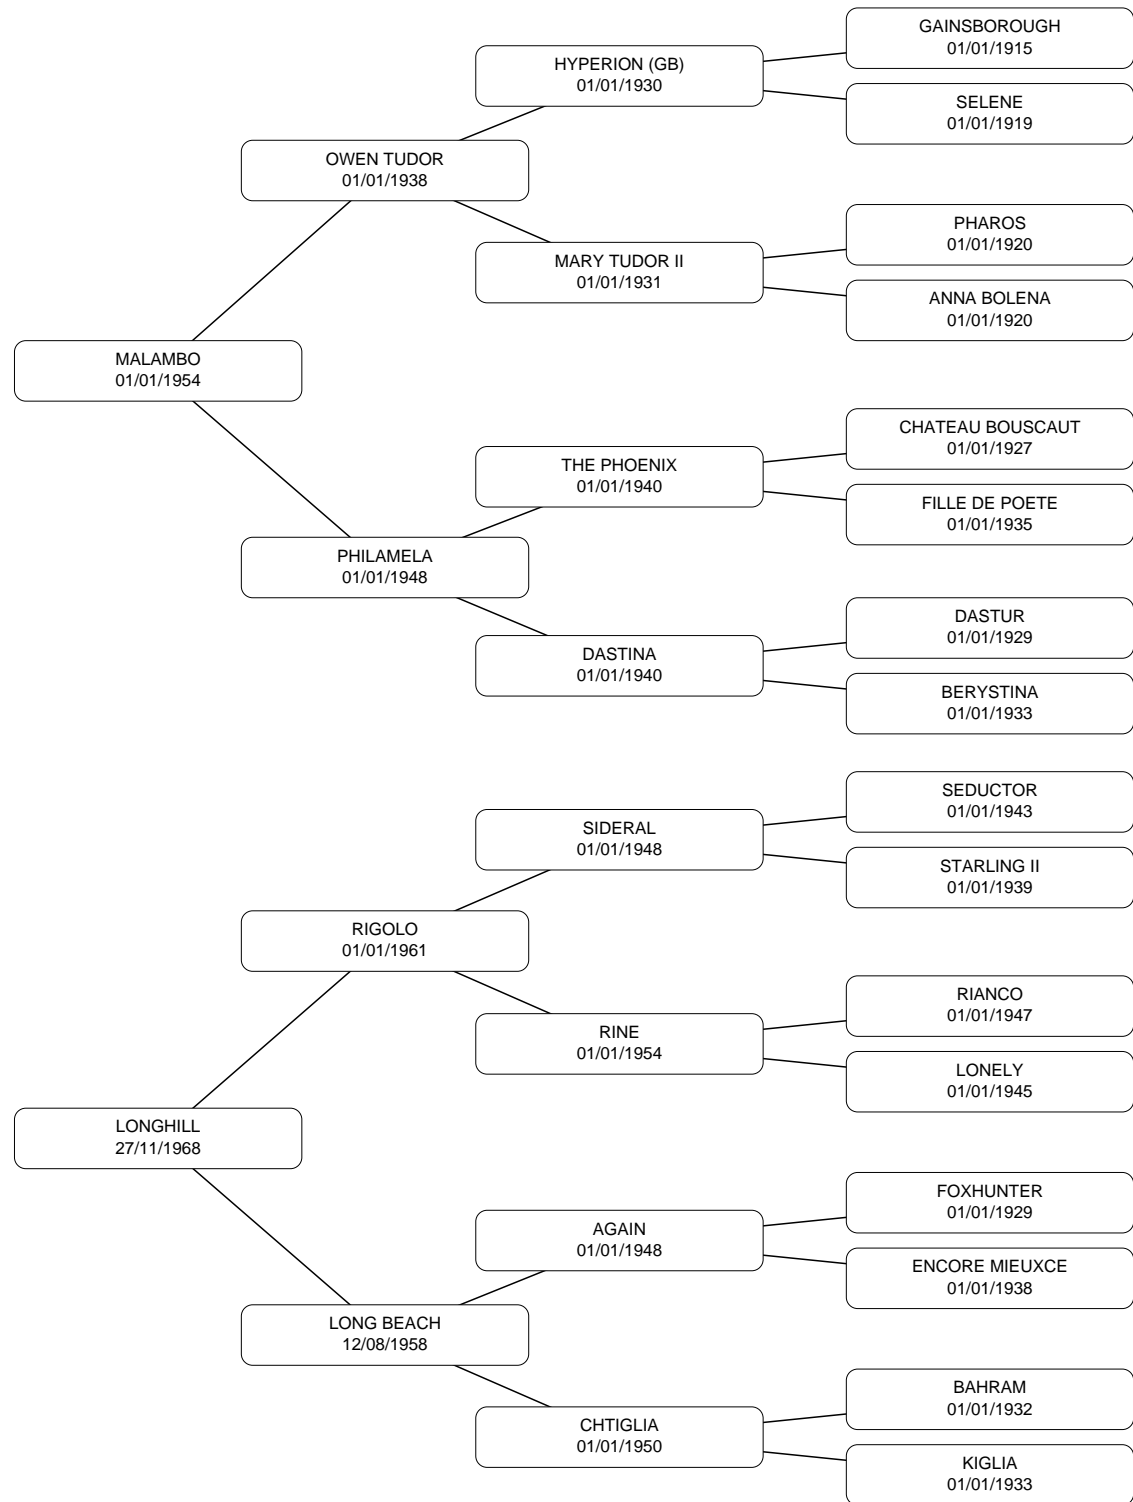 GAINSBOROUGH
01/01/1915
HYPERION (GB)
01/01/1930
SELENE
01/01/1919
OWEN TUDOR
01/01/1938
PHAROS
01/01/1920
MARY TUDOR II
01/01/1931
ANNA BOLENA
01/01/1920
MALAMBO
01/01/1954
CHATEAU BOUSCAUT
01/01/1927
THE PHOENIX
01/01/1940
FILLE DE POETE
01/01/1935
PHILAMELA
01/01/1948
DASTUR
01/01/1929
DASTINA
01/01/1940
BERYSTINA
01/01/1933
SEDUCTOR
01/01/1943
SIDERAL
01/01/1948
STARLING II
01/01/1939
RIGOLO
01/01/1961
RIANCO
01/01/1947
RINE
01/01/1954
LONELY
01/01/1945
LONGHILL
27/11/1968
FOXHUNTER
01/01/1929
AGAIN
01/01/1948
ENCORE MIEUXCE
01/01/1938
LONG BEACH
12/08/1958
BAHRAM
01/01/1932
CHTIGLIA
01/01/1950
KIGLIA
01/01/1933